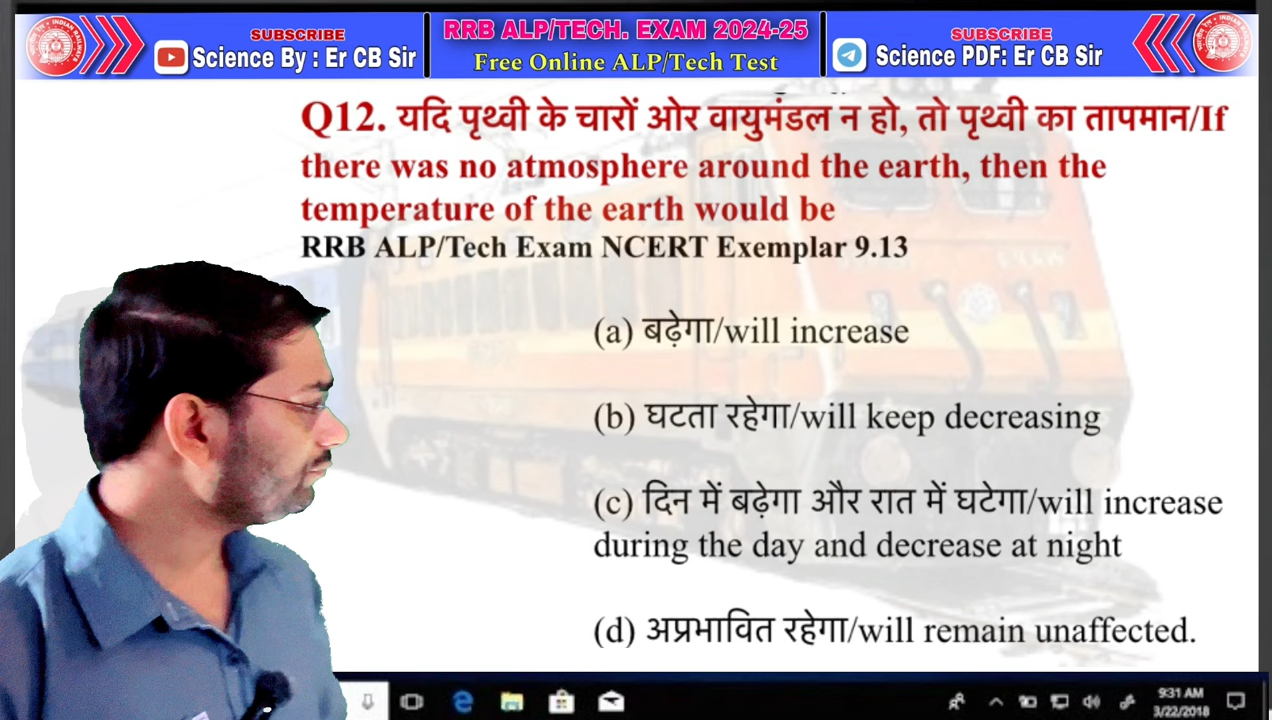 SUBSCRIBE
Science By : Er CB Sir
RRB ALP/TECH. EXAM 2024-25
Free Online ALP/Tech Test
SUBSCRIBE
Science PDF: Er CB Sir
Q12. यदि पृथ्वी के चारों ओर वायुमंडल न हो, तो पृथ्वी का तापमान/If
there was no atmosphere around the earth, then the
temperature of the earth would be
RRB ALP/Tech Exam NCERT Exemplar 9.13
(a) बढ़ेगा/will increase
(b) घटता रहेगा/will keep decreasing
(c) दिन में बढ़ेगा और रात में घटेगा/will increase
during the day and decrease at night
(d) अप्रभावित रहेगा/will remain unaffected.
9:31 AM
3/22/2018